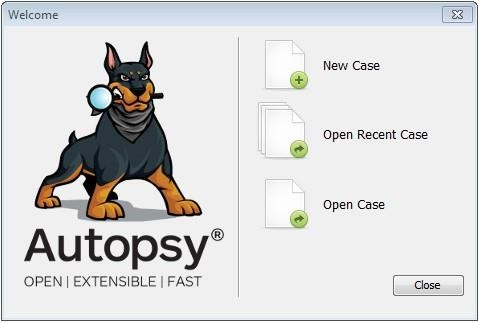 Welcome
New Case
Open Recent Case
Open Case
Autopsy®
OPEN | EXTENSIBLE | FAST
Close